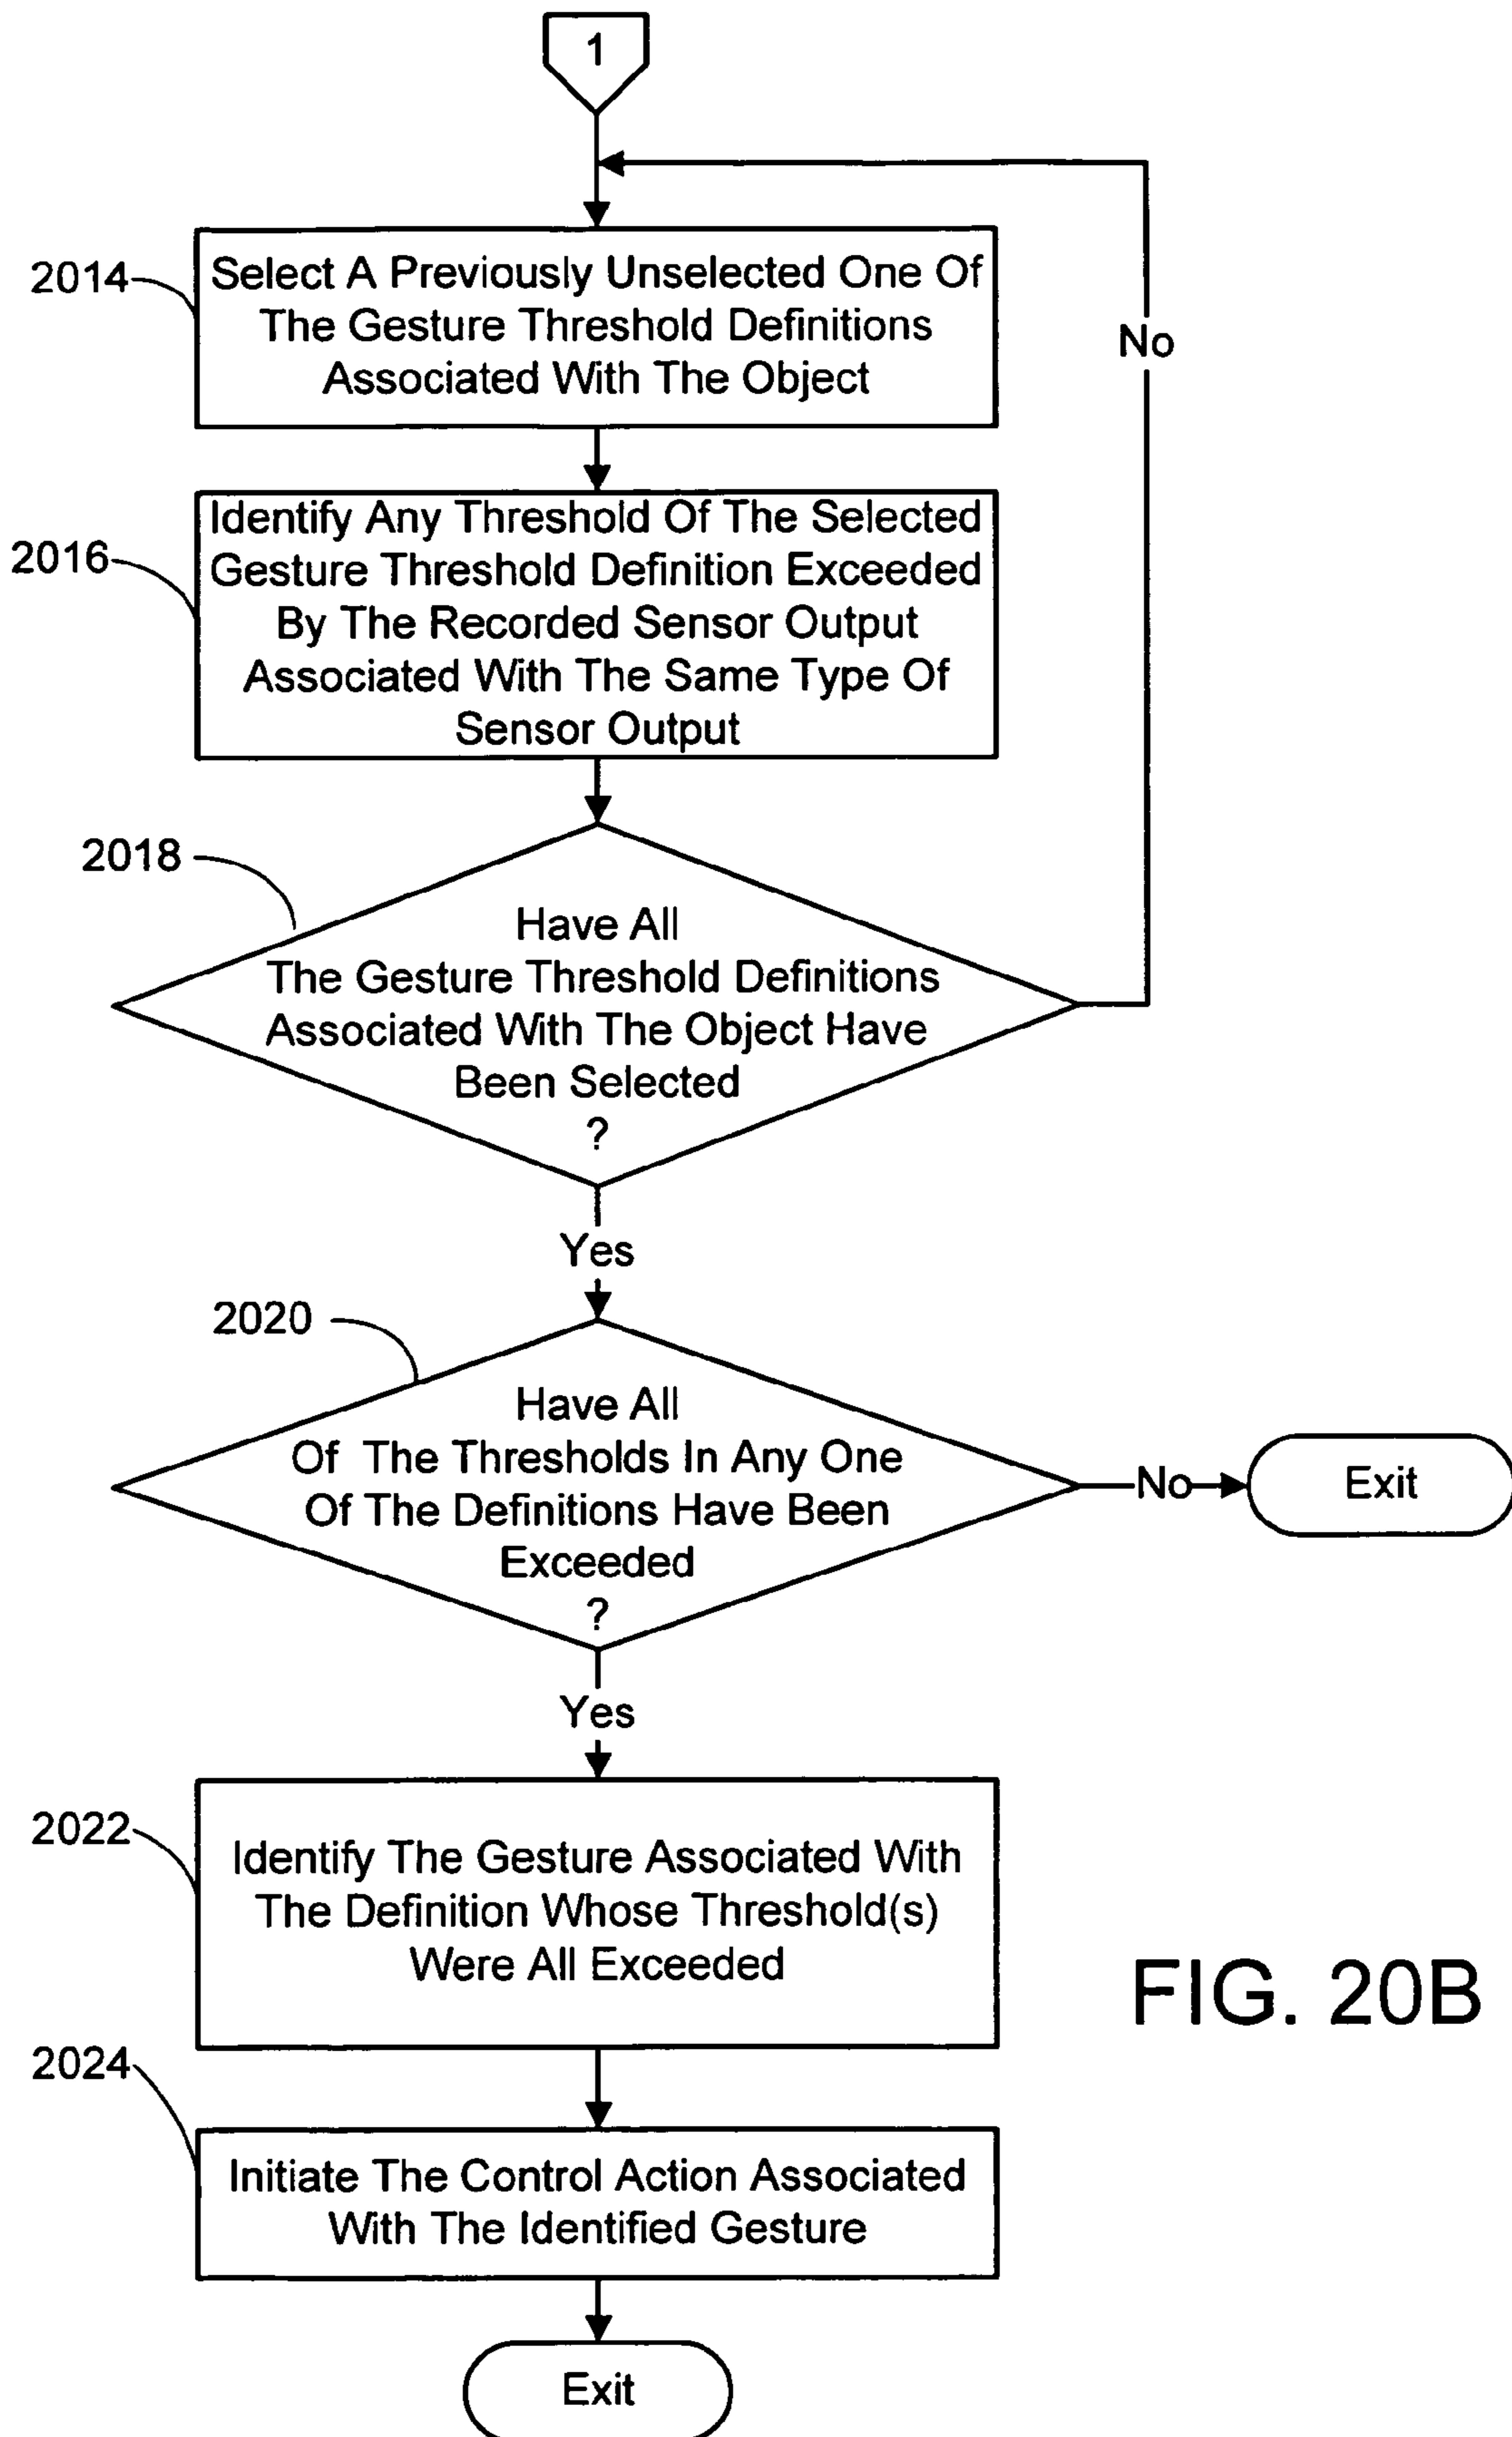 1
2014
Select A Previously Unselected One Of
The Gesture Threshold Definitions
Associated With The Object
No
2016
Identify Any Threshold Of The Selected
Gesture Threshold Definition Exceeded
By The Recorded Sensor Output
Associated With The Same Type Of
Sensor Output
2018
Have All
The Gesture Threshold Definitions
Associated With The Object Have
Been Selected
?
Yes
2020
Have All
Of The Thresholds In Any One
Of The Definitions Have Been
Exceeded
?
No
Exit
Yes
2022
Identify The Gesture Associated With
The Definition Whose Threshold(s)
Were All Exceeded
FIG. 20B
2024
Initiate The Control Action Associated
With The Identified Gesture
Exit